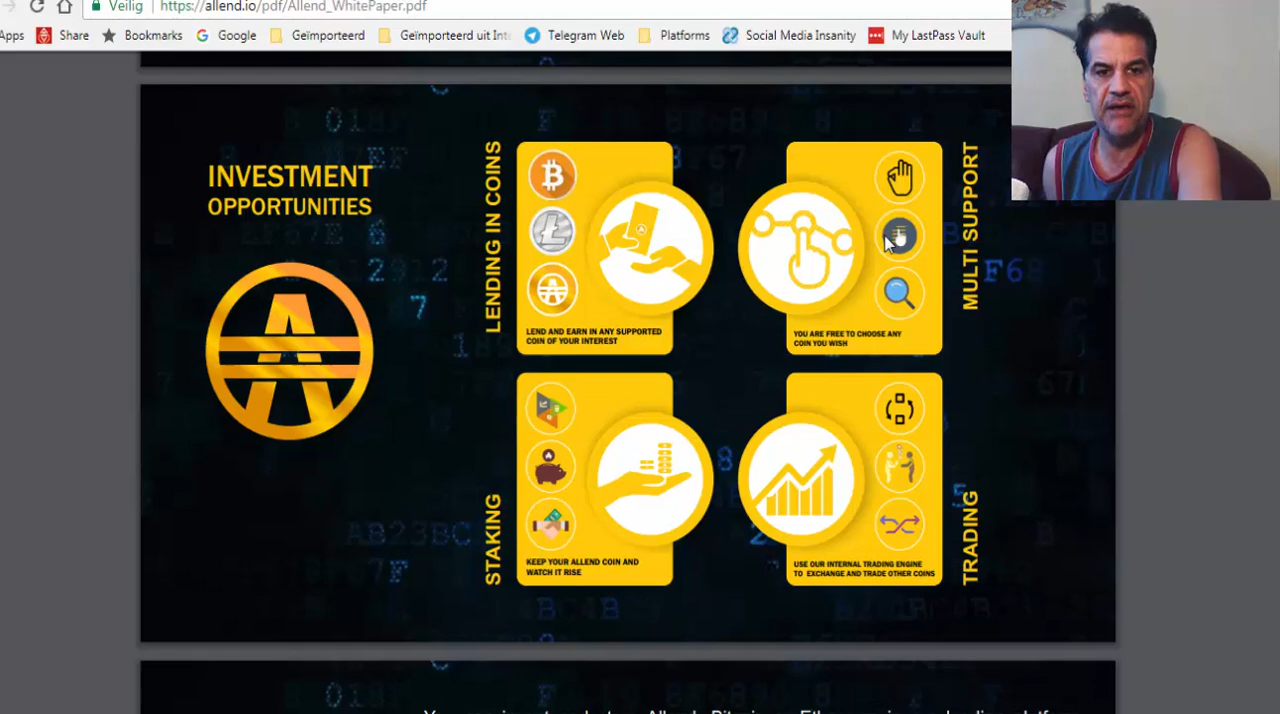 Veilig
https://allend.io/pdf/Allend_WhitePaper.pdf
Apps
Share
Bookmarks
Google
Geïmporteerd
Geïmporteerd uit
Telegram Web
Platforms
Social Media Insanity
My LastPass Vault
INVESTMENT
OPPORTUNITIES
LENDING IN COINS
LEND AND EARN IN ANY SUPPORTED
COIN OF YOUR INTEREST
MULTI SUPPORT
YOU ARE FREE TO CHOOSE ANY
COIN YOU WISH
STAKING
KEEP YOUR ALLEND COIN AND
WATCH IT RISE
TRADING
USE OUR INTERNAL TRADING ENGINE
TO EXCHANGE AND TRADE OTHER COINS